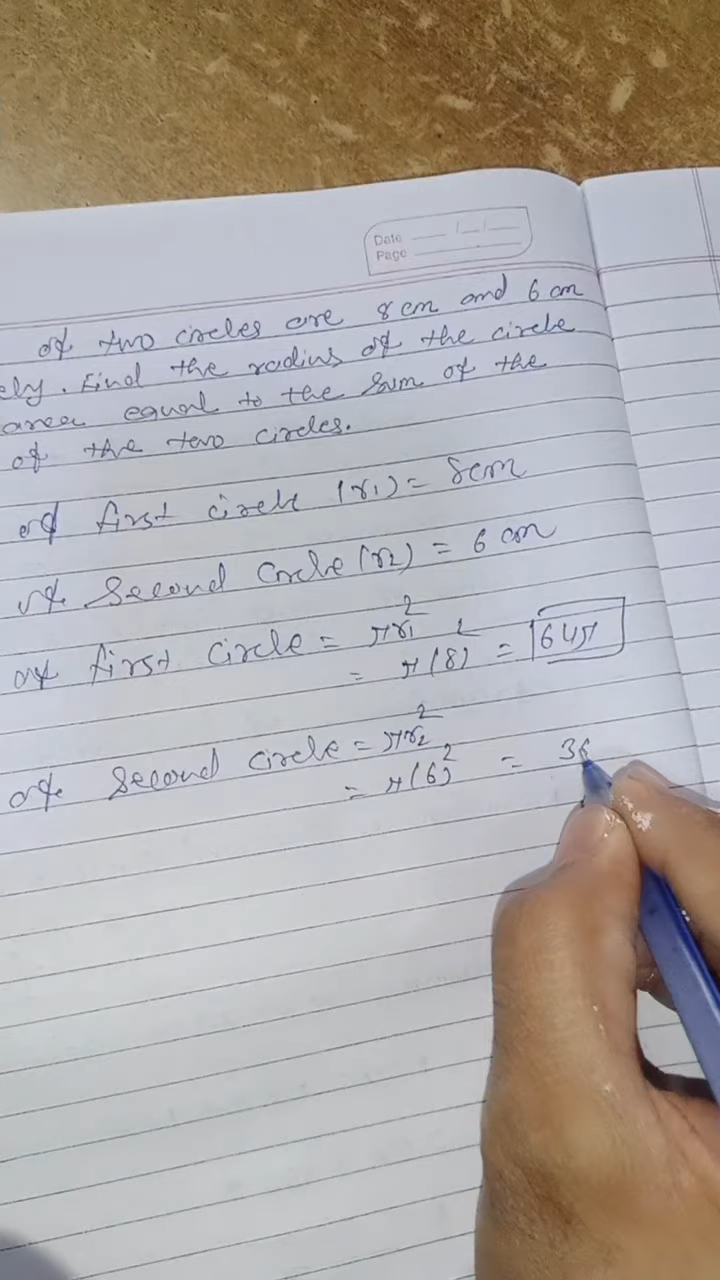 Date
Page
of two circles are 8 cm and 6 cm
ely. Find the radius of the circle
area equal to the sum of the
of the two circles.
of first circle (r₁) = 8cm
of Second Circle (r₂) = 6 cm
of first circle = πr₁²
= π(8)² = 64π
of Second circle = πr₂²
= π(6)² = 36